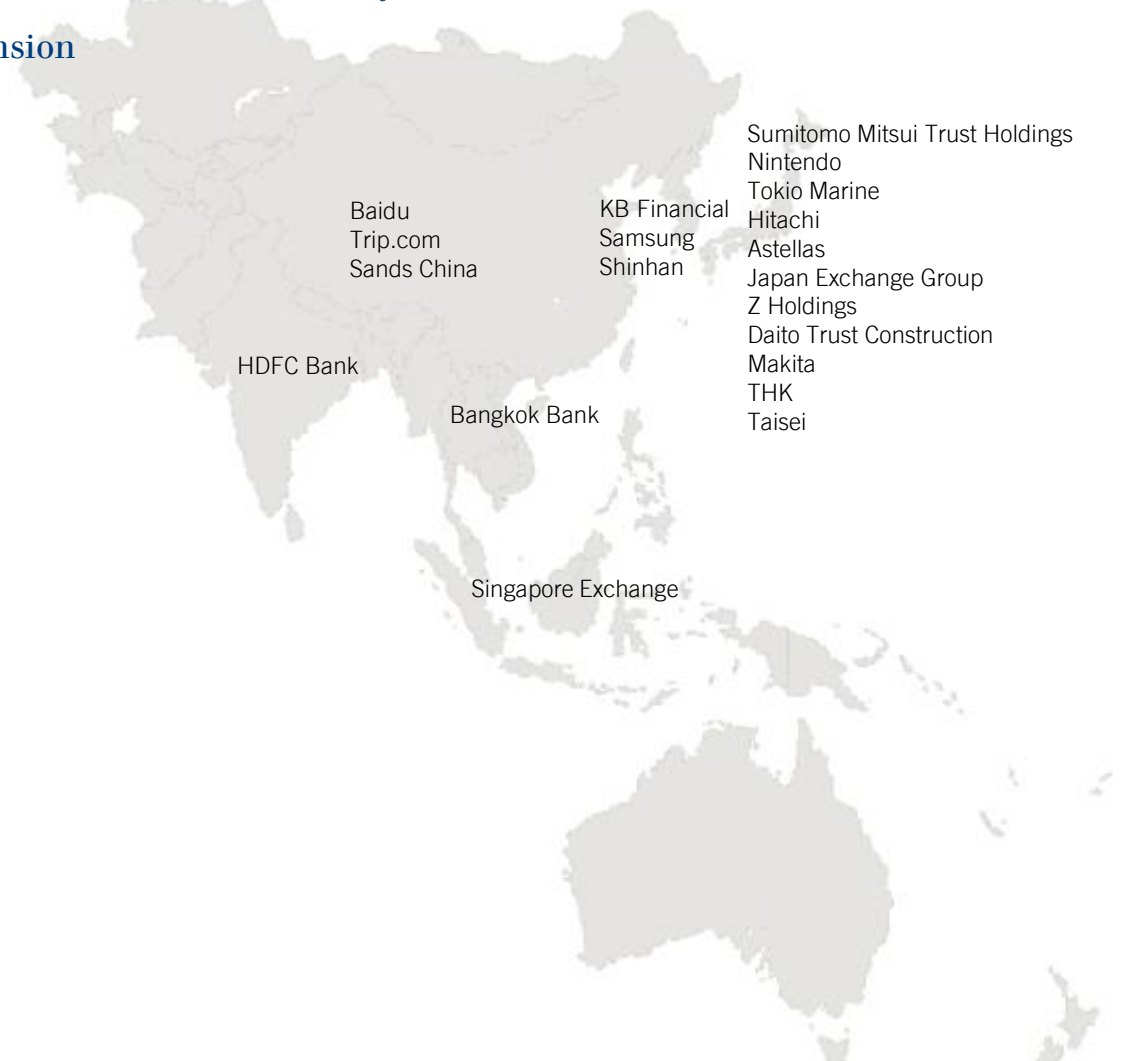 Baidu
Trip.com
Sands China
KB Financial
Samsung
Shinhan
Sumitomo Mitsui Trust Holdings
Nintendo
Tokio Marine
Hitachi
Astellas
Japan Exchange Group
Z Holdings
Daito Trust Construction
Makita
THK
Taisei
HDFC Bank
Bangkok Bank
Singapore Exchange